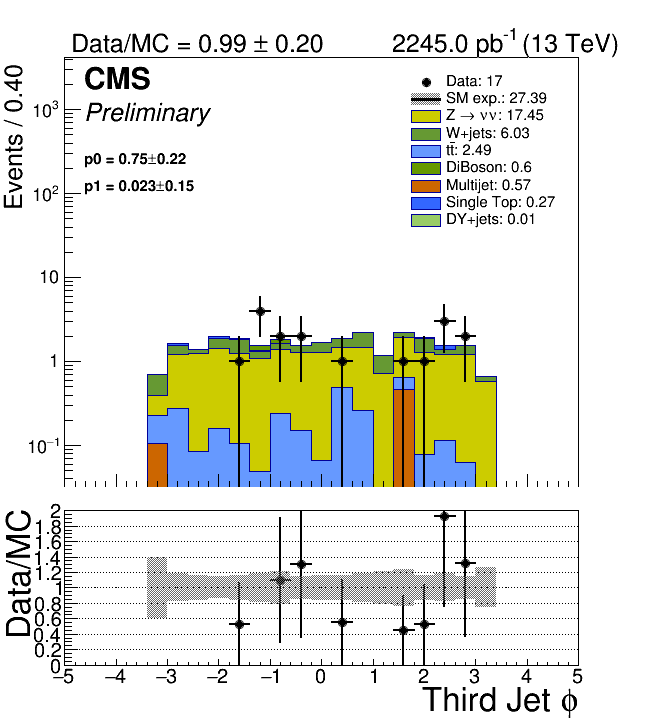 Data/MC = 0.99 ± 0.20 2245.0 pb⁻¹ (13 TeV)
Events / 0.40
CMS
Preliminary
p0 = 0.75±0.22
p1 = 0.023±0.15
Data: 17
SM exp.: 27.39
Z → νν: 17.45
W+jets: 6.03
tt̄: 2.49
DiBoson: 0.6
Multijet: 0.57
Single Top: 0.27
DY+jets: 0.01
10³
10²
10
1
10⁻¹
Data/MC
2
1.8
1.6
1.4
1.2
1
0.8
0.6
0.4
0.2
0
−5 −4 −3 −2 −1 0 1 2 3 4 5
Third Jet ϕ